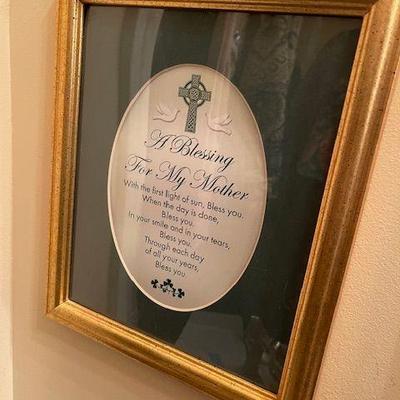 A Blessing
For My Mother
With the first light of sun, Bless you.
When the day is done,
Bless you.
In your smile and in your tears,
Bless you.
Through each day
of all your years,
Bless you.